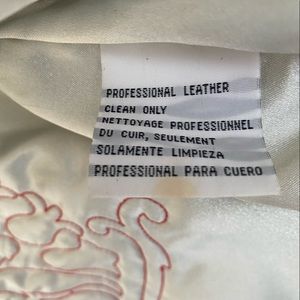 PROFESSIONAL LEATHER
CLEAN ONLY
NETTOYAGE PROFESSIONNEL
DU CUIR, SEULEMENT
SOLAMENTE LIMPIEZA
PROFESSIONAL PARA CUERO